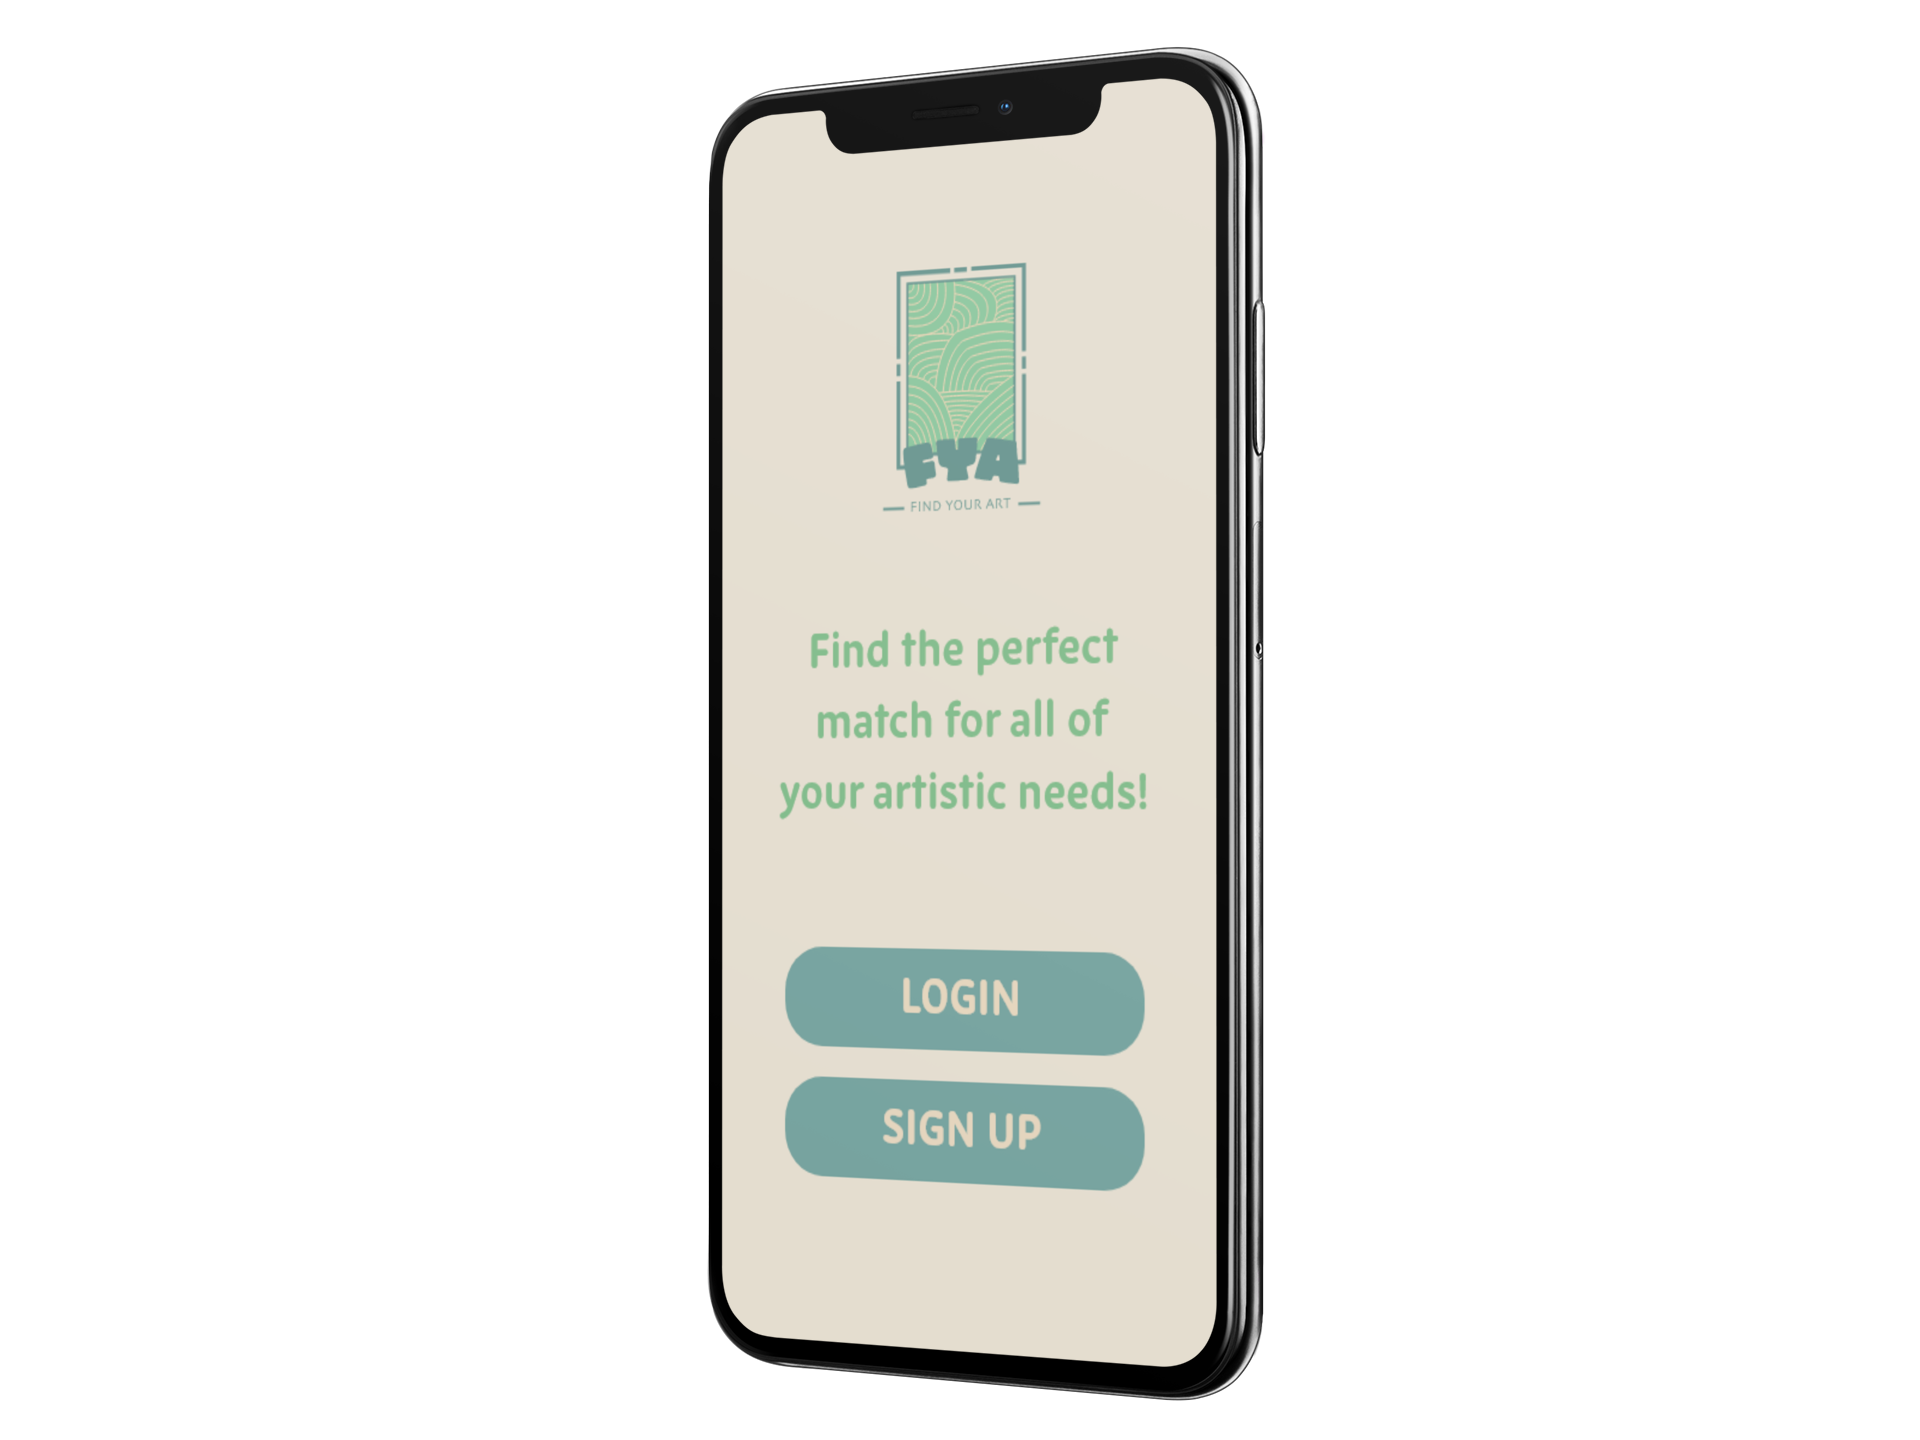 FYA
FIND YOUR ART
Find the perfect
match for all of
your artistic needs!
LOGIN
SIGN UP